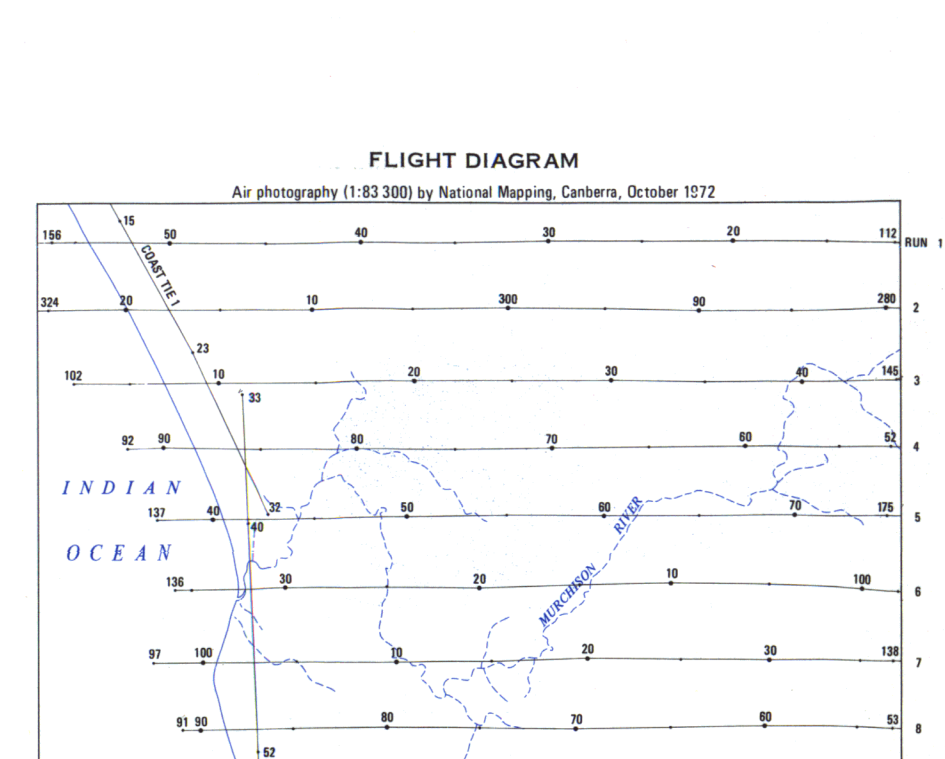 FLIGHT DIAGRAM
Air photography (1:83 300) by National Mapping, Canberra, October 1972
15
156 50 40 30 20 112 RUN 1
COAST TIE 1
324 20 10 300 90 280 2
23
102 10 20 30 40 145 3
33
92 90 80 70 60 52 4
INDIAN
137 40 32 50 60 70 175 5
40
RIVER
OCEAN
136 30 20 10 100 6
MURCHISON
97 100 10 20 30 138 7
91 90 80 70 60 53 8
52